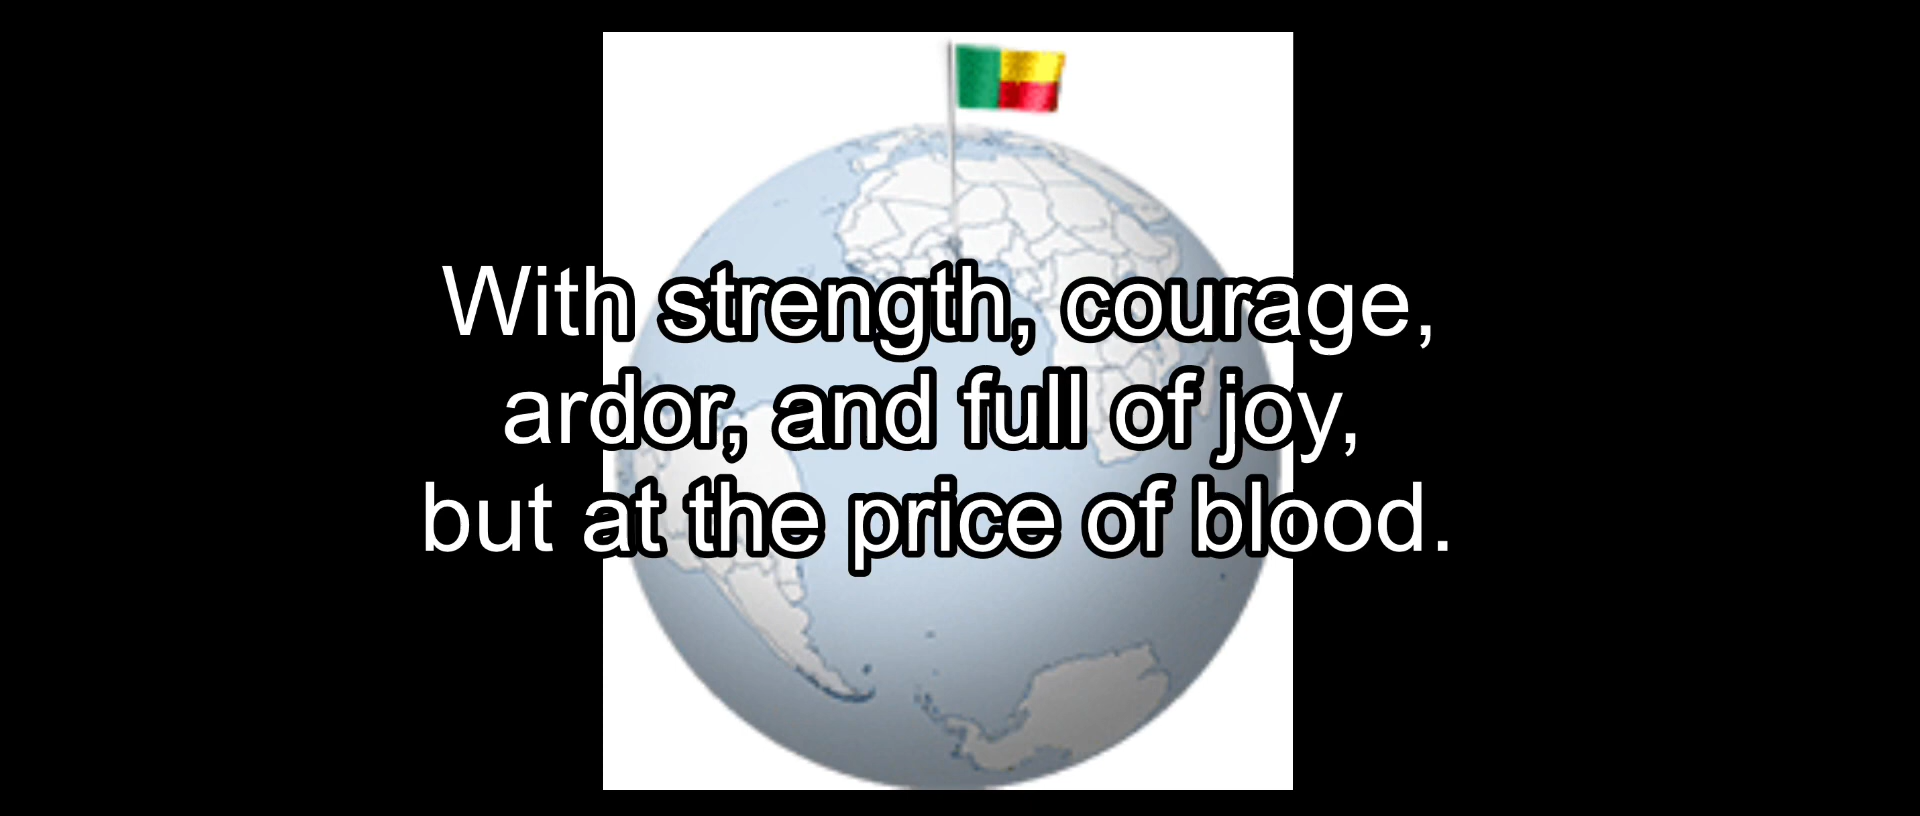 With strength, courage,
ardor, and full of joy,
but at the price of blood.